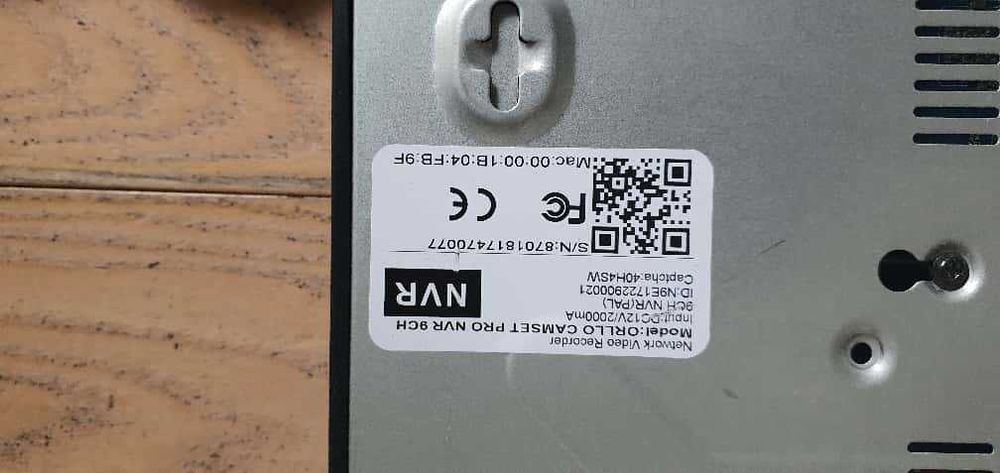 Network Video Recorder
Model:ORLLO CAMSET PRO NVR 9CH
Input:DC12V/2000mA
9CH NVR(PAL)
ID:N9E1722900021
Captcha:40H4SW
NVR
S/N:8701817470077
FC CE
Mac:00:00:1B:04:FB:9F